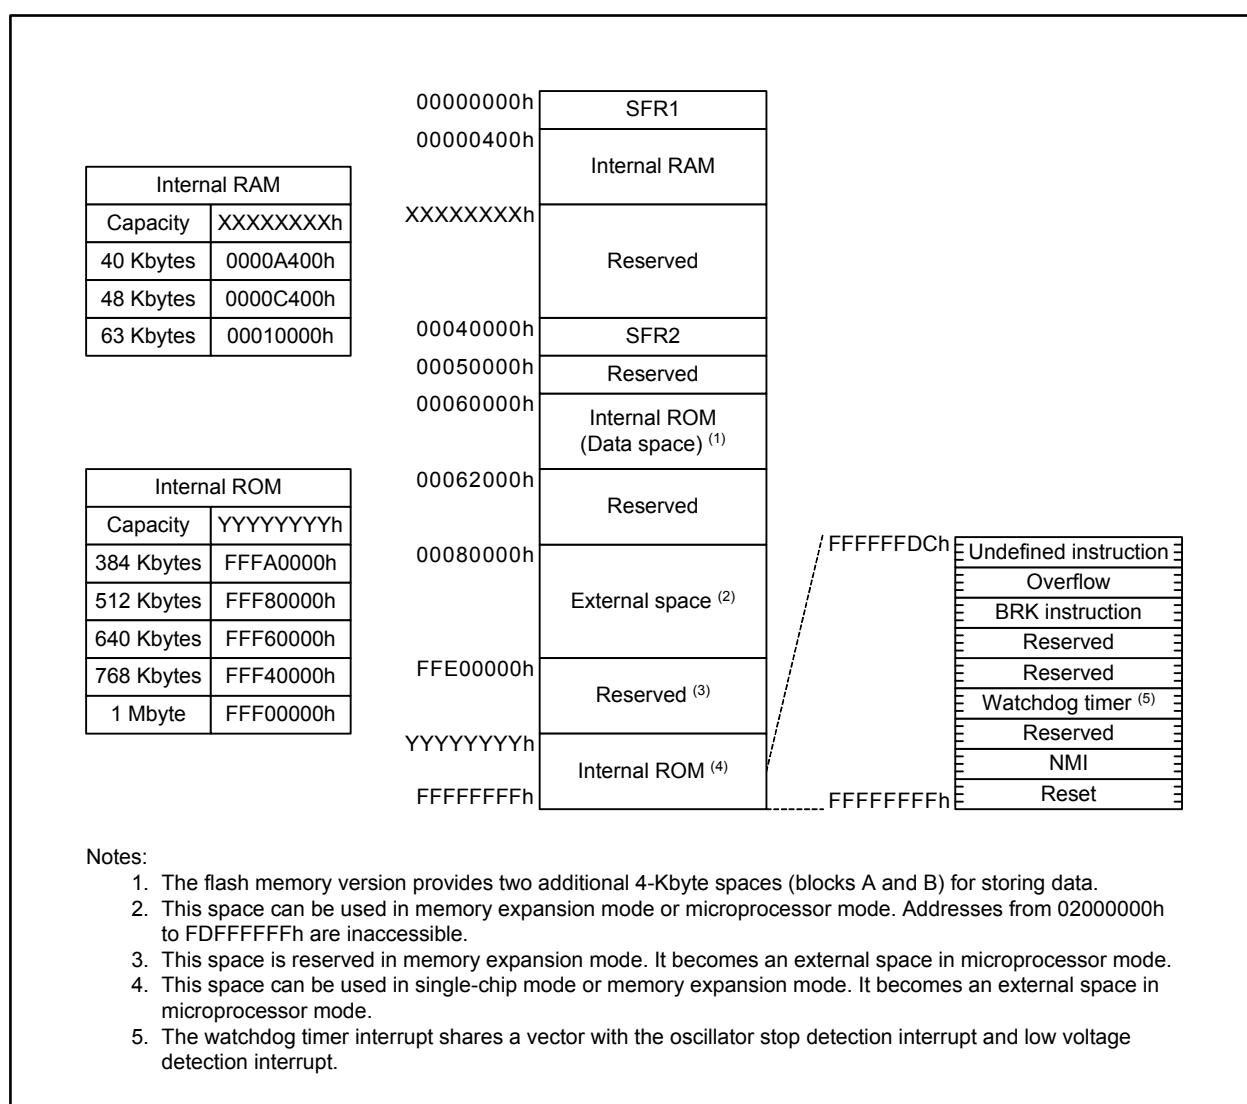 Internal RAM
Capacity XXXXXXXXh
40 Kbytes 0000A400h
48 Kbytes 0000C400h
63 Kbytes 00010000h
Internal ROM
Capacity YYYYYYYYh
384 Kbytes FFFA0000h
512 Kbytes FFF80000h
640 Kbytes FFF60000h
768 Kbytes FFF40000h
1 Mbyte FFF00000h
00000000h
SFR1
00000400h
Internal RAM
XXXXXXXXh
Reserved
00040000h
SFR2
00050000h
Reserved
00060000h
Internal ROM
(Data space) (1)
00062000h
Reserved
00080000h
External space (2)
FFE00000h
Reserved (3)
YYYYYYYYh
Internal ROM (4)
FFFFFFFFh
FFFFFFDCh
Undefined instruction
Overflow
BRK instruction
Reserved
Reserved
Watchdog timer (5)
Reserved
NMI
Reset
FFFFFFFFh
Notes:
1. The flash memory version provides two additional 4-Kbyte spaces (blocks A and B) for storing data.
2. This space can be used in memory expansion mode or microprocessor mode. Addresses from 02000000h
to FDFFFFFFh are inaccessible.
3. This space is reserved in memory expansion mode. It becomes an external space in microprocessor mode.
4. This space can be used in single-chip mode or memory expansion mode. It becomes an external space in
microprocessor mode.
5. The watchdog timer interrupt shares a vector with the oscillator stop detection interrupt and low voltage
detection interrupt.